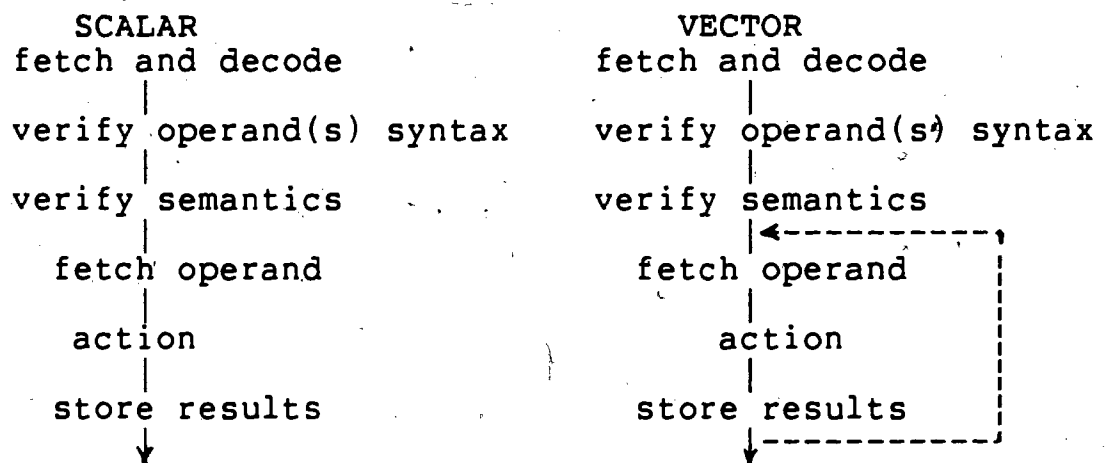 SCALAR
fetch and decode
verify operand(s) syntax
verify semantics
fetch operand
action
store results
VECTOR
fetch and decode
verify operand(s) syntax
verify semantics
fetch operand
action
store results